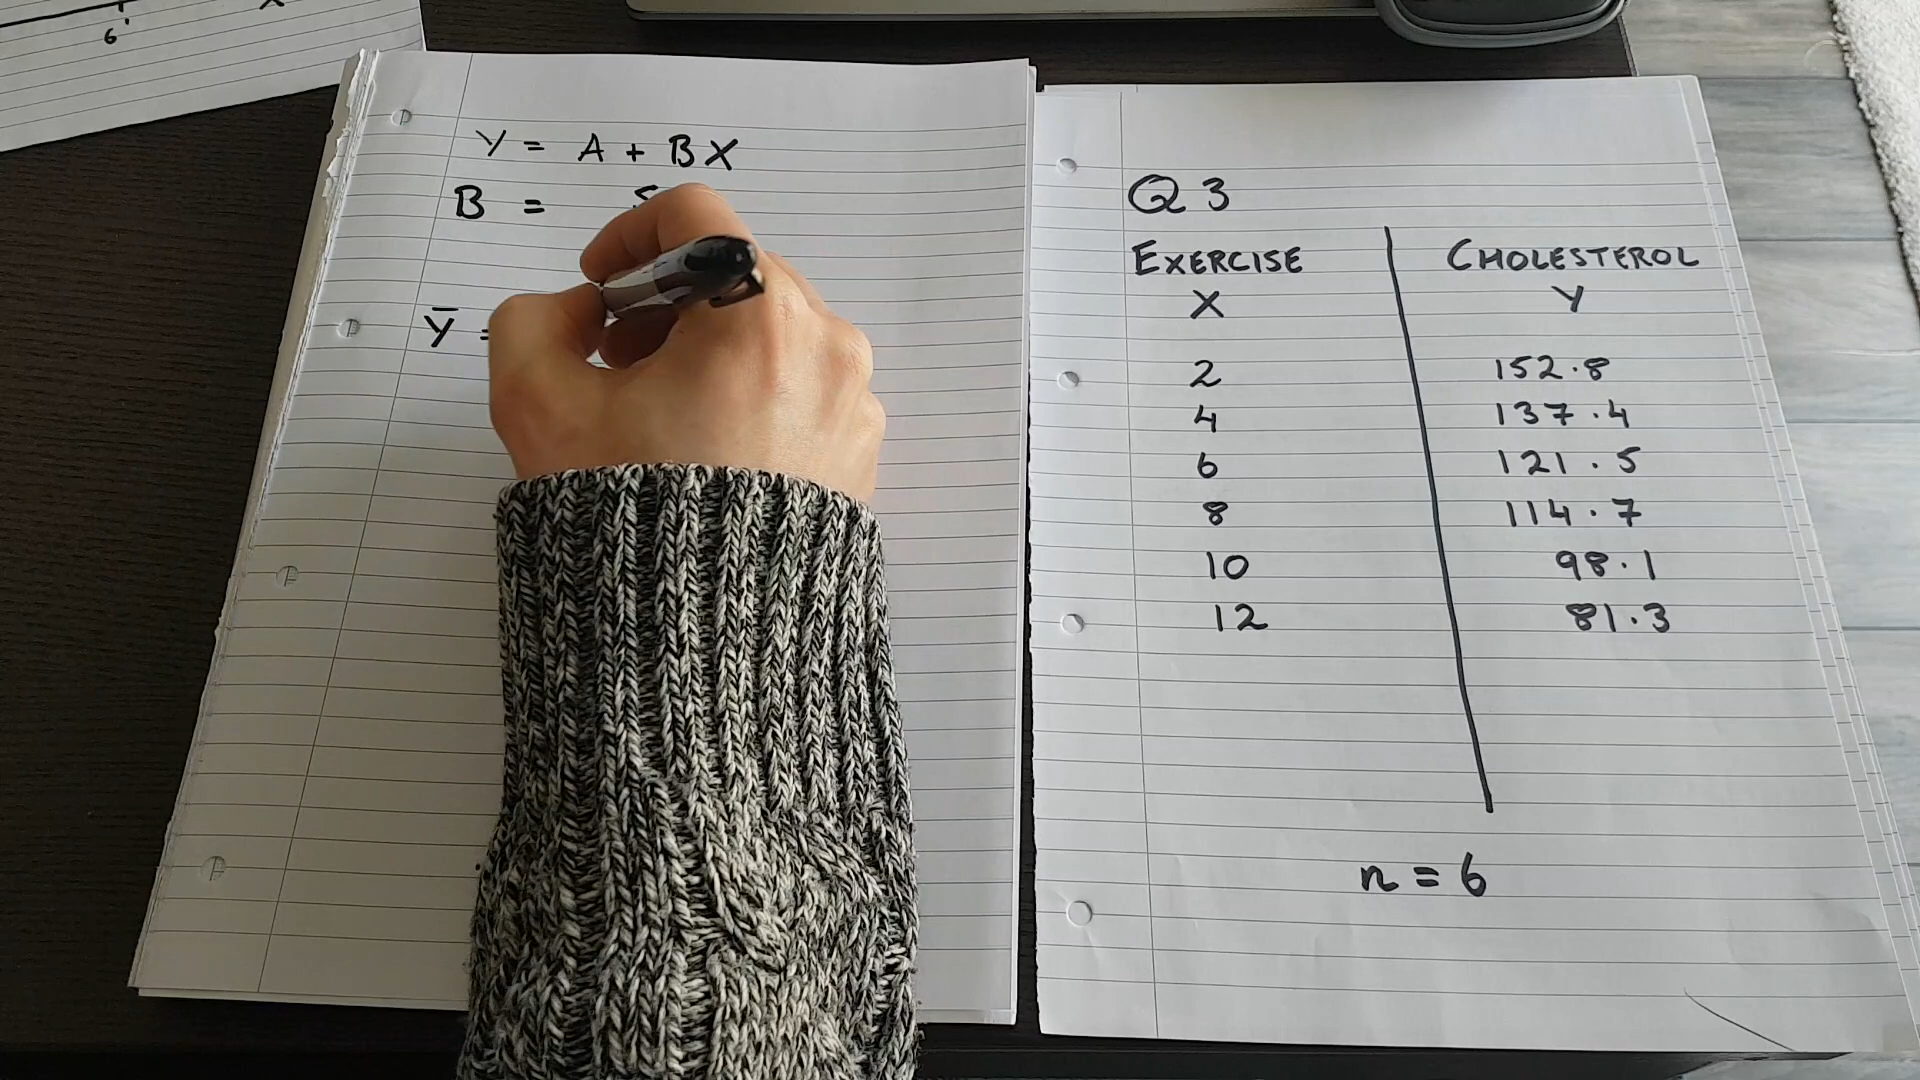 6
Y = A + BX
B = S
Ȳ =
Q3
EXERCISE CHOLESTEROL
X Y
2 152.8
4 137.4
6 121.5
8 114.7
10 98.1
12 81.3
n = 6